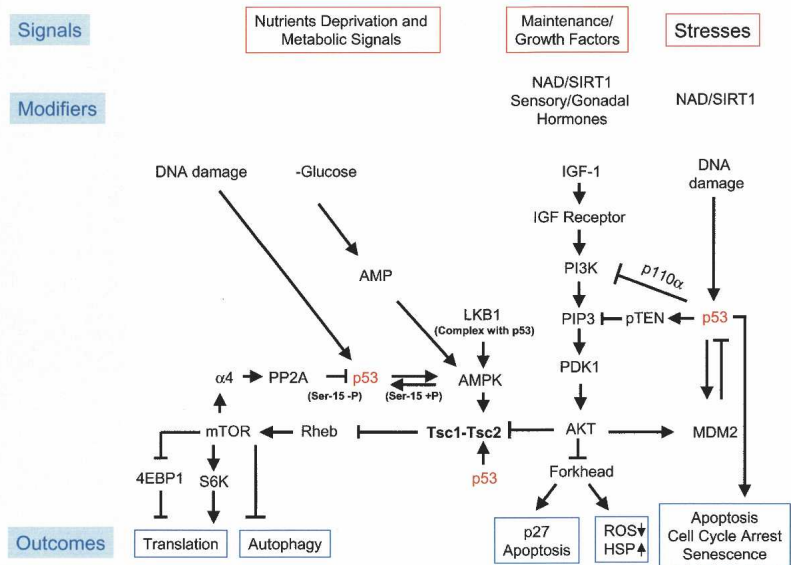 Signals
Nutrients Deprivation and
Metabolic Signals
Maintenance/
Growth Factors
Stresses
Modifiers
NAD/SIRT1
Sensory/Gonadal
Hormones
NAD/SIRT1
DNA damage
-Glucose
IGF-1
DNA
damage
IGF Receptor
AMP
PI3K
p110α
LKB1
(Complex with p53)
PIP3
pTEN
p53
α4
PP2A
p53
(Ser-15 -P)
(Ser-15 +P)
AMPK
PDK1
mTOR
Rheb
Tsc1-Tsc2
AKT
MDM2
4EBP1
S6K
p53
Forkhead
Outcomes
Translation
Autophagy
p27
Apoptosis
ROS
HSP
Apoptosis
Cell Cycle Arrest
Senescence